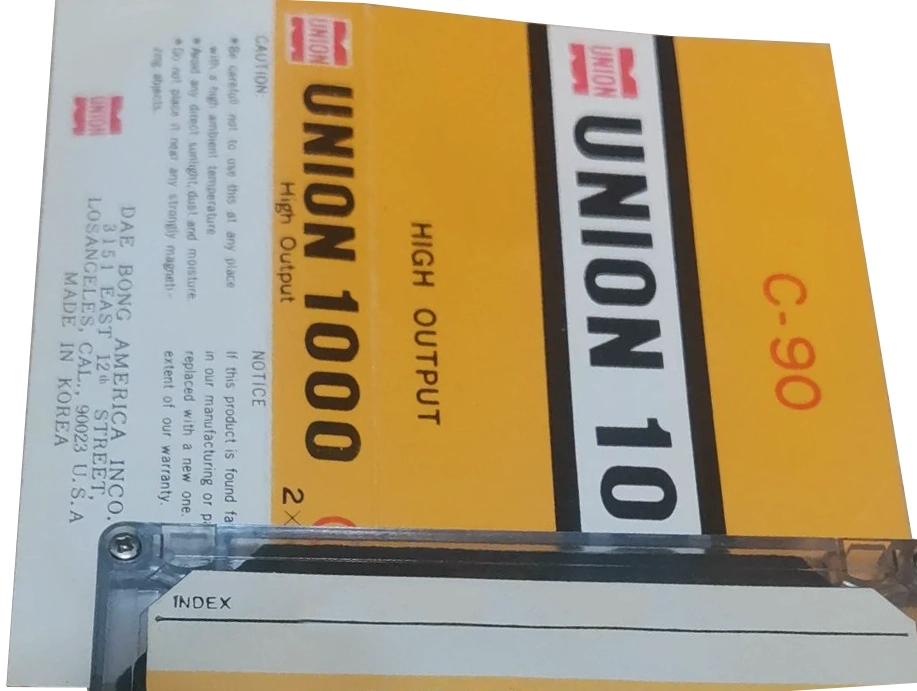 UNION
UNION 10
C-90
HIGH OUTPUT
UNION
UNION 1000
High Output
2×
CAUTION:
*Be carefull not to use this at any place
with a high ambient temperature
*Avoid any direct sunlight, dust and moisture.
*Do not place it near any strongly magneti-
zing abjects.
NOTICE
If this product is found fa
in our manufacturing or p
replaced with a new one.
extent of our warranty.
UNION
DAE BONG AMERICA INCO.
3151 EAST 12th STREET,
LOSANGELES, CAL., 90023 U.S.A
MADE IN KOREA
INDEX